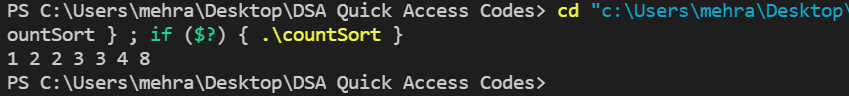 PS C:\Users\mehra\Desktop\DSA Quick Access Codes> cd "c:\Users\mehra\Desktop\
ountSort } ; if ($?) { .\countSort }
1 2 2 3 3 4 8
PS C:\Users\mehra\Desktop\DSA Quick Access Codes>